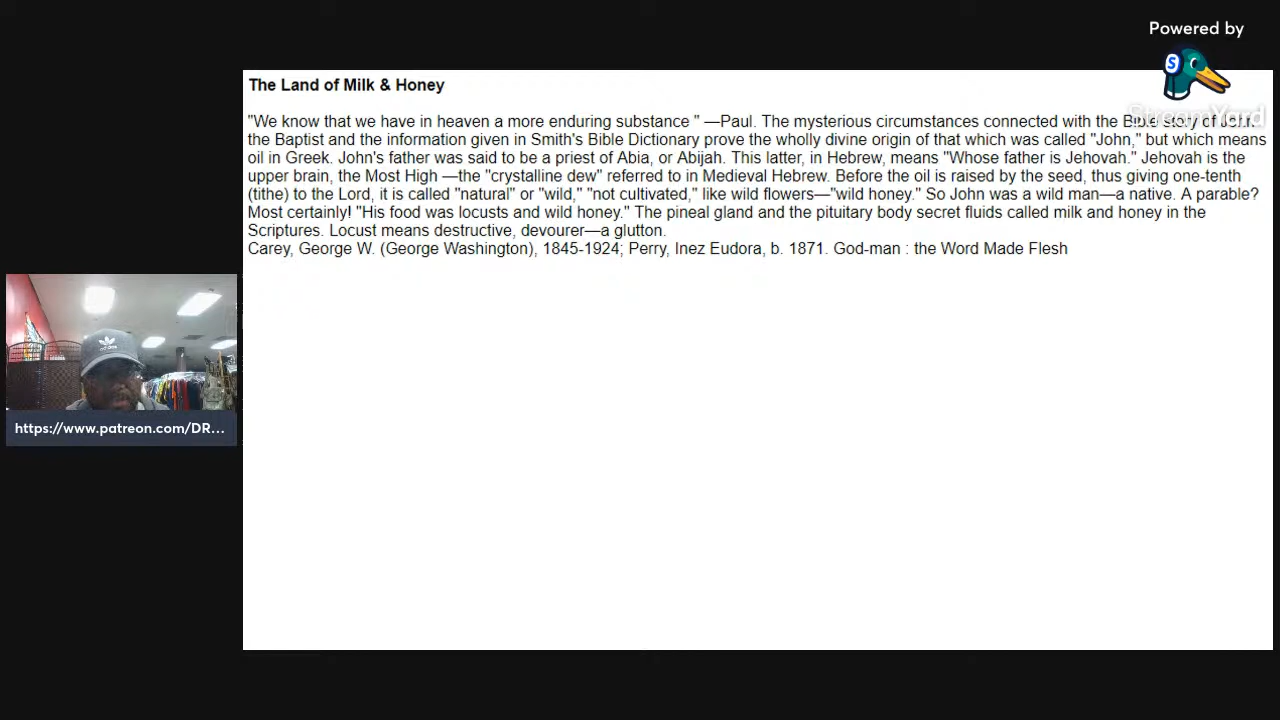 Powered by
StreamYard
The Land of Milk & Honey
"We know that we have in heaven a more enduring substance " —Paul. The mysterious circumstances connected with the Bible story of John
the Baptist and the information given in Smith's Bible Dictionary prove the wholly divine origin of that which was called "John," but which means
oil in Greek. John's father was said to be a priest of Abia, or Abijah. This latter, in Hebrew, means "Whose father is Jehovah." Jehovah is the
upper brain, the Most High —the "crystalline dew" referred to in Medieval Hebrew. Before the oil is raised by the seed, thus giving one-tenth
(tithe) to the Lord, it is called "natural" or "wild," "not cultivated," like wild flowers—"wild honey." So John was a wild man—a native. A parable?
Most certainly! "His food was locusts and wild honey." The pineal gland and the pituitary body secret fluids called milk and honey in the
Scriptures. Locust means destructive, devourer—a glutton.
Carey, George W. (George Washington), 1845-1924; Perry, Inez Eudora, b. 1871. God-man : the Word Made Flesh
https://www.patreon.com/DR...